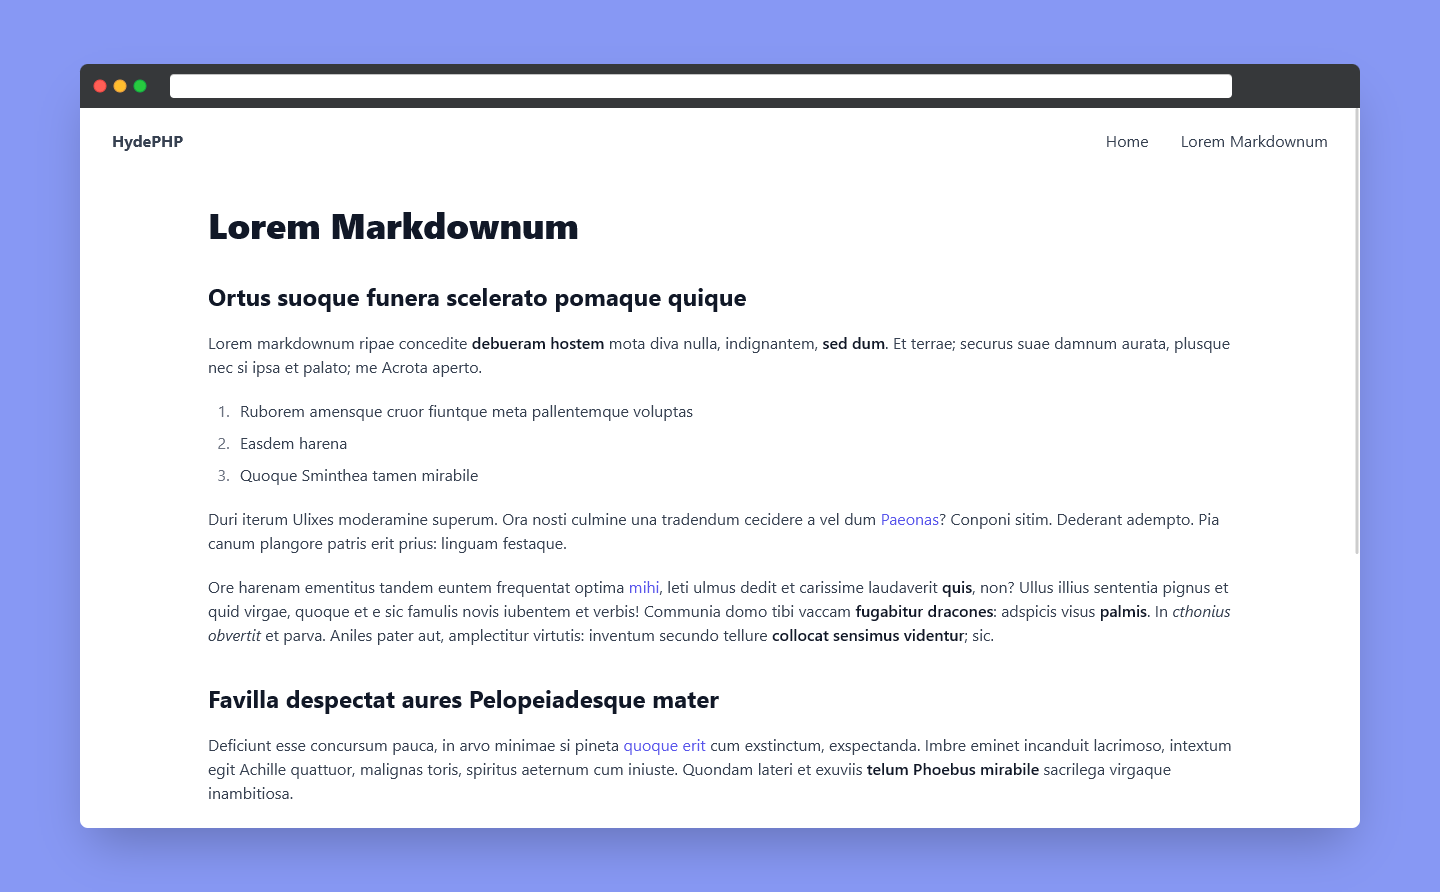 HydePHP
Home
Lorem Markdownum
Lorem Markdownum
Ortus suoque funera scelerato pomaque quique
Lorem markdownum ripae concedite debueram hostem mota diva nulla, indignantem, sed dum. Et terrae; securus suae damnum aurata, plusque
nec si ipsa et palato; me Acrota aperto.
1. Ruborem amensque cruor fiuntque meta pallentemque voluptas
2. Easdem harena
3. Quoque Sminthea tamen mirabile
Duri iterum Ulixes moderamine superum. Ora nosti culmine una tradendum cecidere a vel dum Paeonas? Conponi sitim. Dederant adempto. Pia
canum plangore patris erit prius: linguam festaque.
Ore harenam ementitus tandem euntem frequentat optima mihi, leti ulmus dedit et carissime laudaverit quis, non? Ullus illius sententia pignus et
quid virgae, quoque et e sic famulis novis iubentem et verbis! Communia domo tibi vaccam fugabitur dracones: adspicis visus palmis. In cthonius
obvertit et parva. Aniles pater aut, amplectitur virtutis: inventum secundo tellure collocat sensimus videntur; sic.
Favilla despectat aures Pelopeiadesque mater
Deficiunt esse concursum pauca, in arvo minimae si pineta quoque erit cum exstinctum, exspectanda. Imbre eminet incanduit lacrimoso, intextum
egit Achille quattuor, malignas toris, spiritus aeternum cum iniuste. Quondam lateri et exuviis telum Phoebus mirabile sacrilega virgaque
inambitiosa.